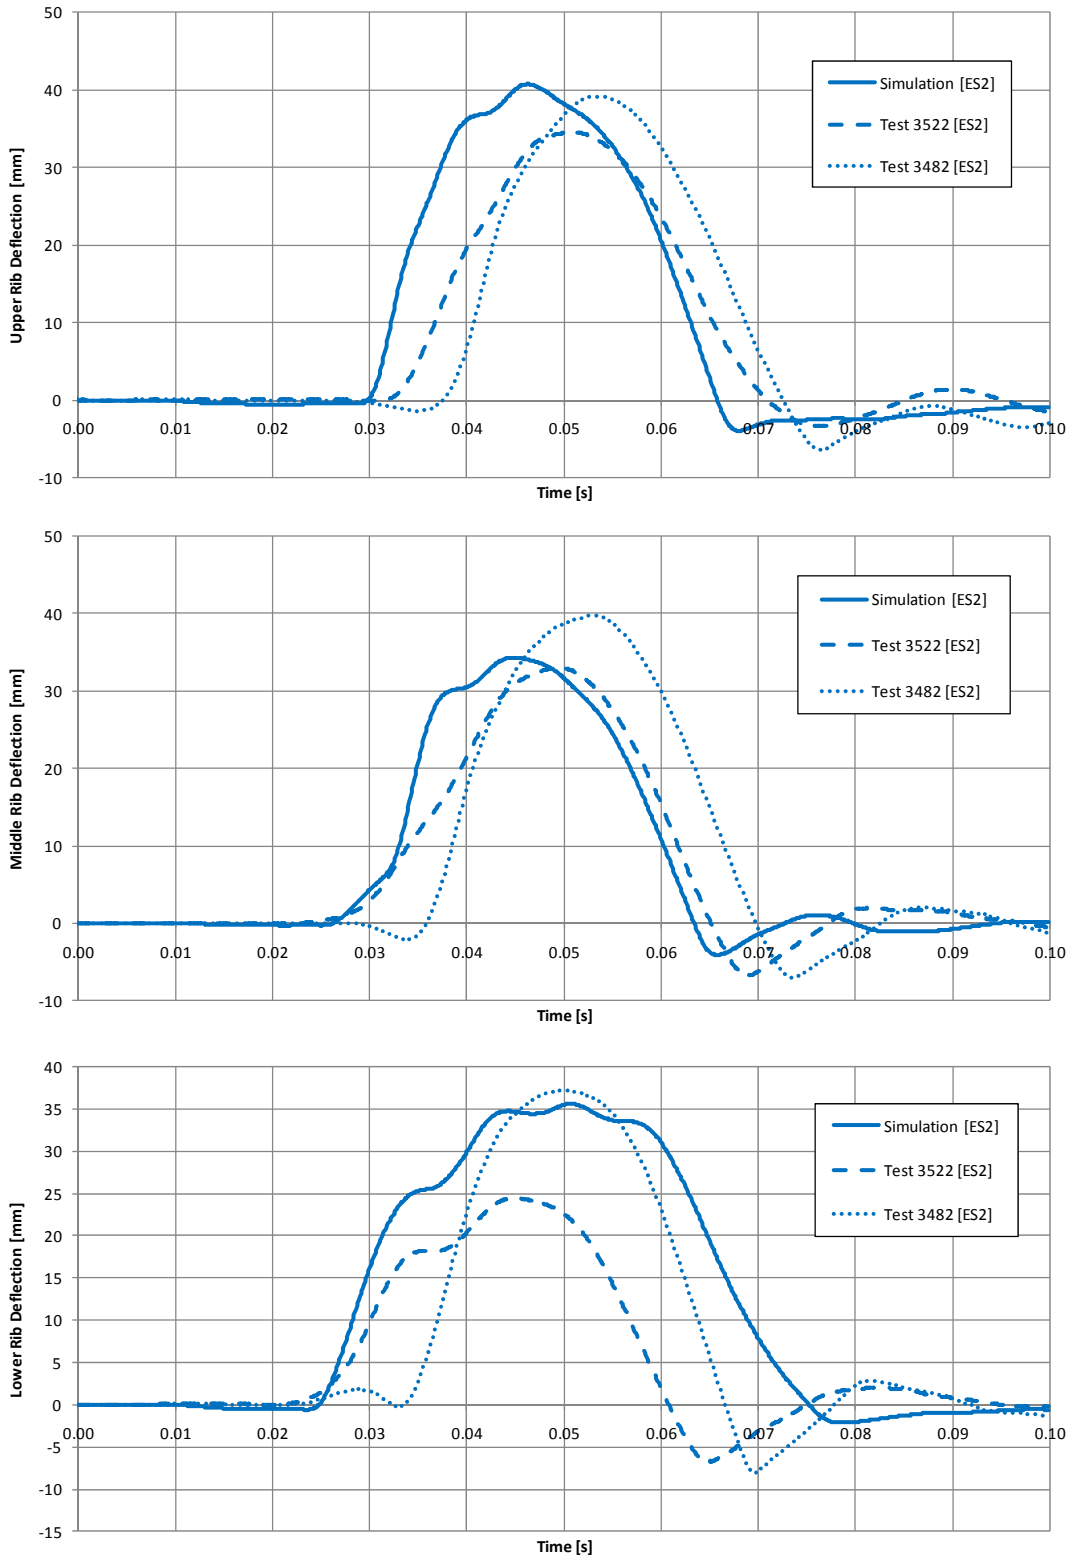 50
40
30
20
10
0
-10
0.00 0.01 0.02 0.03 0.04 0.05 0.06 0.07 0.08 0.09 0.10
Upper Rib Deflection [mm]
Time [s]
Simulation [ES2]
Test 3522 [ES2]
Test 3482 [ES2]
50
40
30
20
10
0
-10
0.00 0.01 0.02 0.03 0.04 0.05 0.06 0.07 0.08 0.09 0.10
Middle Rib Deflection [mm]
Time [s]
Simulation [ES2]
Test 3522 [ES2]
Test 3482 [ES2]
40
35
30
25
20
15
10
5
0
-5
-10
-15
0.00 0.01 0.02 0.03 0.04 0.05 0.06 0.07 0.08 0.09 0.10
Lower Rib Deflection [mm]
Time [s]
Simulation [ES2]
Test 3522 [ES2]
Test 3482 [ES2]